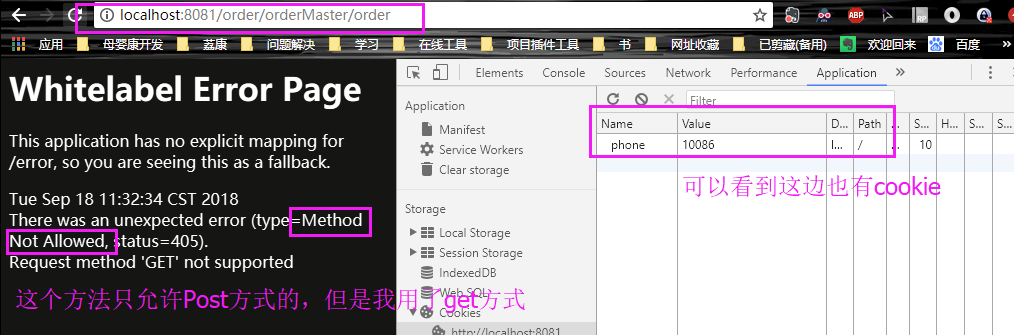 localhost:8081/order/orderMaster/order
ABP
RP
应用 母婴康开发 蓝康 问题解决 学习 在线工具 项目插件工具 书 网址收藏 已剪藏(备用) 欢迎回来 百度 »
Whitelabel Error Page
This application has no explicit mapping for
/error, so you are seeing this as a fallback.
Tue Sep 18 11:32:34 CST 2018
There was an unexpected error (type=Method
Not Allowed, status=405).
Request method 'GET' not supported
这个方法只允许Post方式的，但是我用了get方式
Elements Console Sources Network Performance Application »
Application
Manifest
Service Workers
Clear storage
Storage
Local Storage
Session Storage
IndexedDB
Web SQL
Cookies
http://localhost:8081
Filter
Name Value D... Path ... S... H... S... S...
phone 10086 l... / ... 10
可以看到这边也有cookie